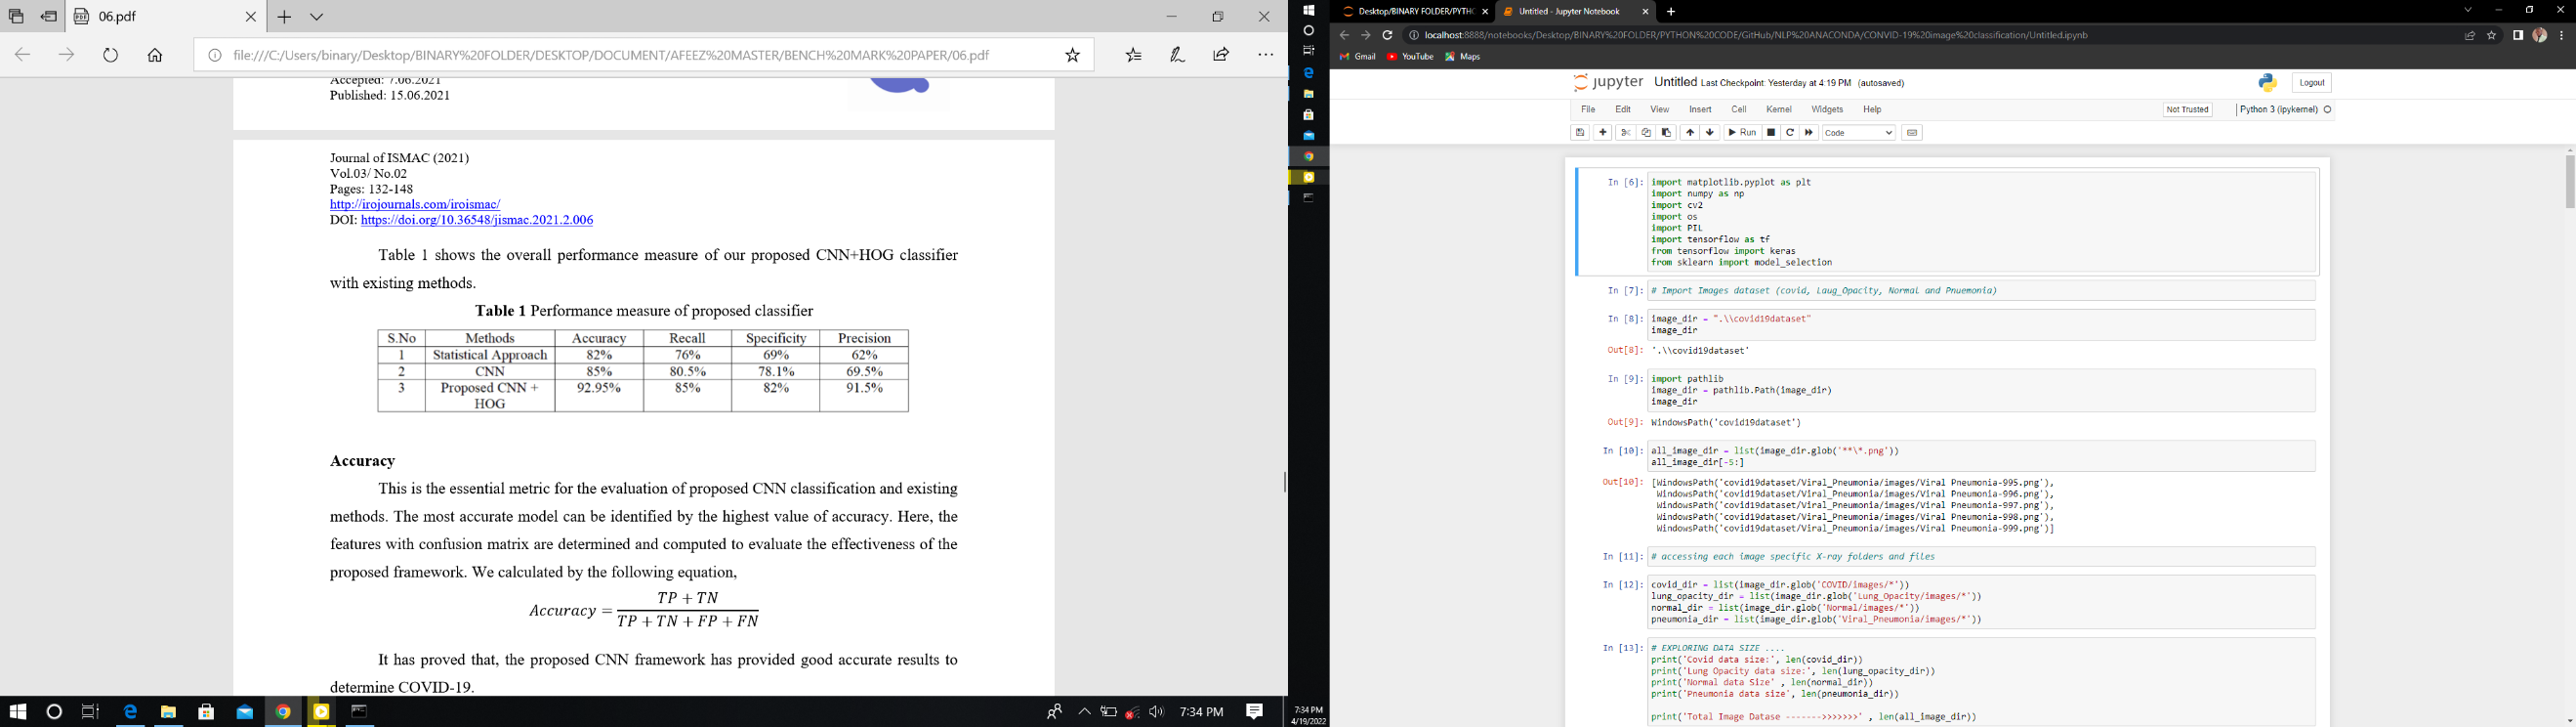 06.pdf
file:///C:/Users/binary/Desktop/BINARY%20FOLDER/DESKTOP/DOCUMENT/AFEEZ%20MASTER/BENCH%20MARK%20PAPER/06.pdf
Accepted: 7.06.2021
Published: 15.06.2021
Journal of ISMAC (2021)
Vol.03/ No.02
Pages: 132-148
http://irojournals.com/iroismac/
DOI: https://doi.org/10.36548/jismac.2021.2.006
Table 1 shows the overall performance measure of our proposed CNN+HOG classifier
with existing methods.
Table 1 Performance measure of proposed classifier
S.No Methods Accuracy Recall Specificity Precision
1 Statistical Approach 82% 76% 69% 62%
2 CNN 85% 80.5% 78.1% 69.5%
3 Proposed CNN + 92.95% 85% 82% 91.5%
HOG
Accuracy
This is the essential metric for the evaluation of proposed CNN classification and existing
methods. The most accurate model can be identified by the highest value of accuracy. Here, the
features with confusion matrix are determined and computed to evaluate the effectiveness of the
proposed framework. We calculated by the following equation,
TP + TN
Accuracy =
TP + TN + FP + FN
It has proved that, the proposed CNN framework has provided good accurate results to
determine COVID-19.
7:34 PM
7:34 PM
4/19/2022
Desktop/BINARY FOLDER/PYTHC
Untitled - Jupyter Notebook
localhost:8888/notebooks/Desktop/BINARY%20FOLDER/PYTHON%20CODE/GitHub/NLP%20ANACONDA/CONVID-19%20image%20classification/Untitled.ipynb
Gmail YouTube Maps
jupyter Untitled Last Checkpoint: Yesterday at 4:19 PM (autosaved)
Logout
File Edit View Insert Cell Kernel Widgets Help
Not Trusted
Python 3 (ipykernel)
Run
Code
In [6]: import matplotlib.pyplot as plt
import numpy as np
import cv2
import os
import PIL
import tensorflow as tf
from tensorflow import keras
from sklearn import model_selection
In [7]: # Import Images dataset (covid, Laug_Opacity, Normal and Pnuemonia)
In [8]: image_dir = ".\\covid19dataset"
image_dir
Out[8]: '.\\covid19dataset'
In [9]: import pathlib
image_dir = pathlib.Path(image_dir)
image_dir
Out[9]: WindowsPath('covid19dataset')
In [10]: all_image_dir = list(image_dir.glob('**\*.png'))
all_image_dir[-5:]
Out[10]: [WindowsPath('covid19dataset/Viral_Pneumonia/images/Viral Pneumonia-995.png'),
WindowsPath('covid19dataset/Viral_Pneumonia/images/Viral Pneumonia-996.png'),
WindowsPath('covid19dataset/Viral_Pneumonia/images/Viral Pneumonia-997.png'),
WindowsPath('covid19dataset/Viral_Pneumonia/images/Viral Pneumonia-998.png'),
WindowsPath('covid19dataset/Viral_Pneumonia/images/Viral Pneumonia-999.png')]
In [11]: # accessing each image specific X-ray folders and files
In [12]: covid_dir = list(image_dir.glob('COVID/images/*'))
lung_opacity_dir = list(image_dir.glob('Lung_Opacity/images/*'))
normal_dir = list(image_dir.glob('Normal/images/*'))
pneumonia_dir = list(image_dir.glob('Viral_Pneumonia/images/*'))
In [13]: # EXPLORING DATA SIZE ....
print('Covid data size:', len(covid_dir))
print('Lung Opacity data size:', len(lung_opacity_dir))
print('Normal data Size' , len(normal_dir))
print('Pneumonia data size', len(pneumonia_dir))
print('Total Image Datase ------->>>>>>>' , len(all_image_dir))